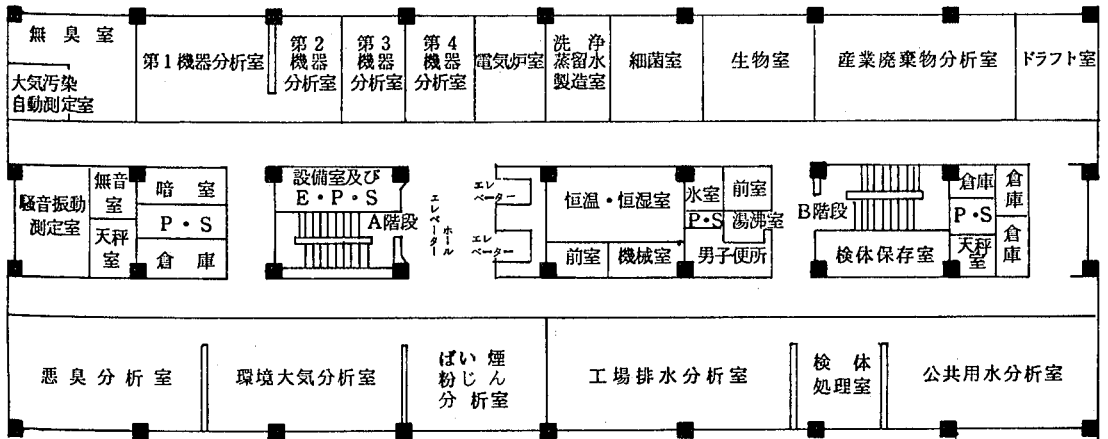 無臭室
大気汚染
自動測定室
第1機器分析室
第2
機器
分析室
第3
機器
分析室
第4
機器
分析室
電気炉室
洗浄
蒸留水
製造室
細菌室
生物室
産業廃棄物分析室
ドラフト室
騒音振動
測定室
無音
室
天秤
室
暗室
P・S
倉庫
設備室及び
E・P・S
A階段
エレベーター
ホール
エレ
ベーター
エレ
ベーター
恒温・恒湿室
前室
機械室
氷室
前室
P・S
湯沸室
男子便所
B階段
検体保存室
倉庫
P・S
天秤
室
倉庫
倉庫
悪臭分析室
環境大気分析室
ばい煙
粉じん
分析室
工場排水分析室
検体
処理室
公共用水分析室